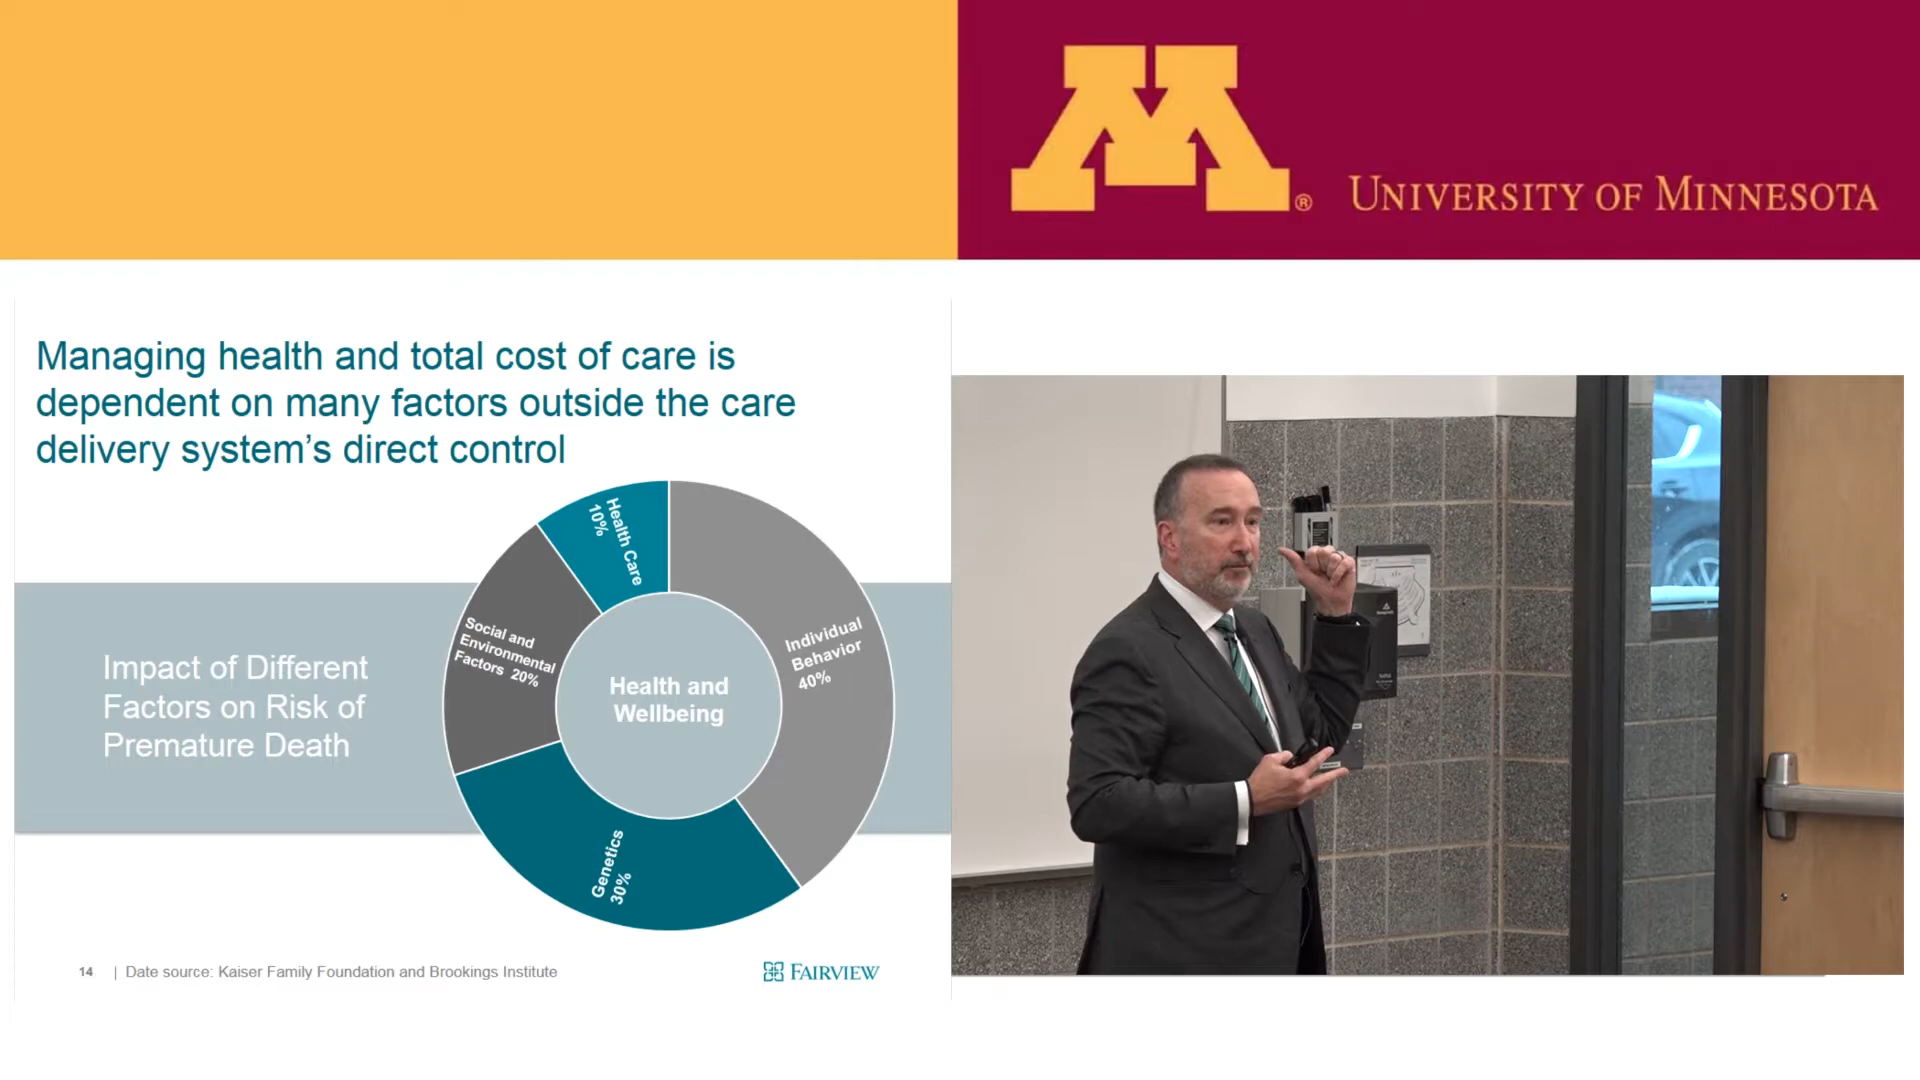 UNIVERSITY OF MINNESOTA
®
Managing health and total cost of care is
dependent on many factors outside the care
delivery system’s direct control
Impact of Different
Factors on Risk of
Premature Death
Health Care
10%
Individual
Behavior
40%
Social and
Environmental
Factors 20%
Genetics
30%
Health and
Wellbeing
14 | Date source: Kaiser Family Foundation and Brookings Institute
FAIRVIEW